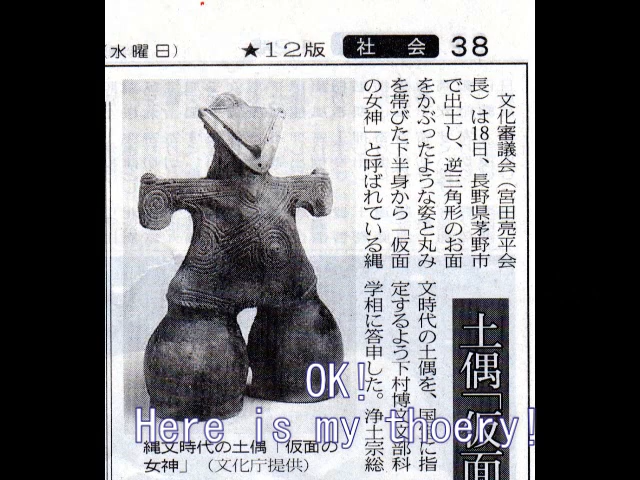 (水曜日) ★12版 社会 38
文化審議会(宮田亮平会
長)は18日、長野県茅野市
で出土し、逆三角形のお面
をかぶったような姿と丸み
を帯びた下半身から「仮面
の女神」と呼ばれている縄
文時代の土偶を、国宝に指
定するよう下村博文文部科
学相に答申した。浄土宗総
土偶「仮面
縄文時代の土偶「仮面の
女神」(文化庁提供)
OK!
Here is my thoery!